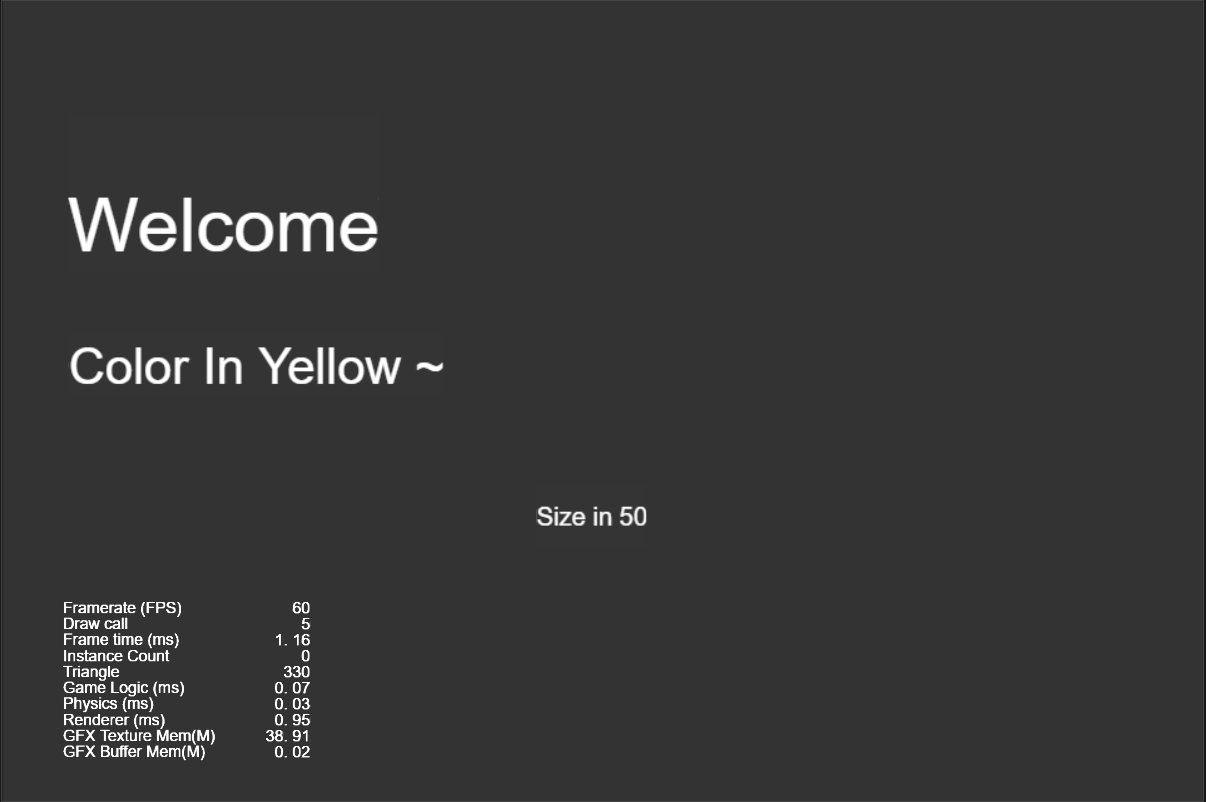 Welcome
Color In Yellow ~
Size in 50
Framerate (FPS) 60
Draw call 5
Frame time (ms) 1. 16
Instance Count 0
Triangle 330
Game Logic (ms) 0. 07
Physics (ms) 0. 03
Renderer (ms) 0. 95
GFX Texture Mem(M) 38. 91
GFX Buffer Mem(M) 0. 02